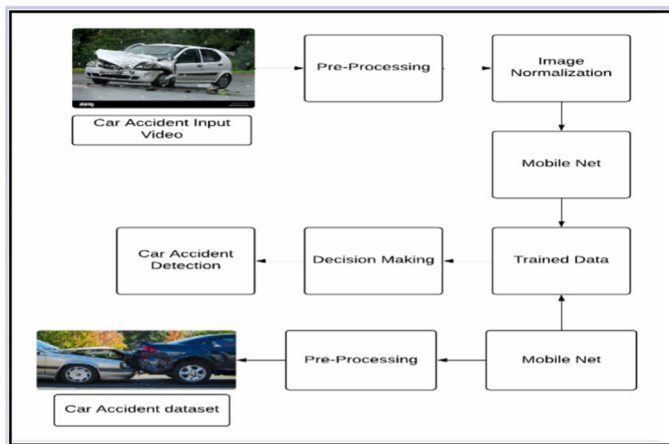 Pre-Processing
Image
Normalization
alamy
Car Accident Input
Video
Mobile Net
Car Accident
Detection
Decision Making
Trained Data
Pre-Processing
Mobile Net
Car Accident dataset